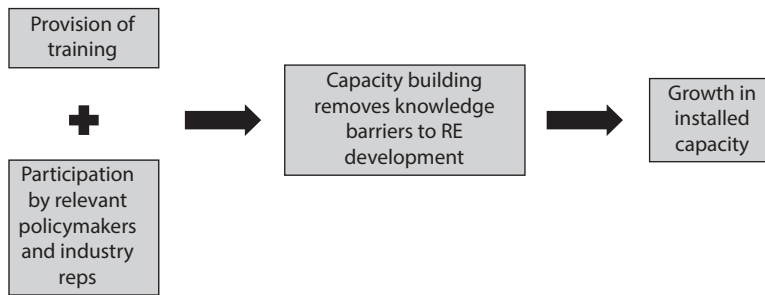 Provision of
training
Participation
by relevant
policymakers
and industry
reps
Capacity building
removes knowledge
barriers to RE
development
Growth in
installed
capacity